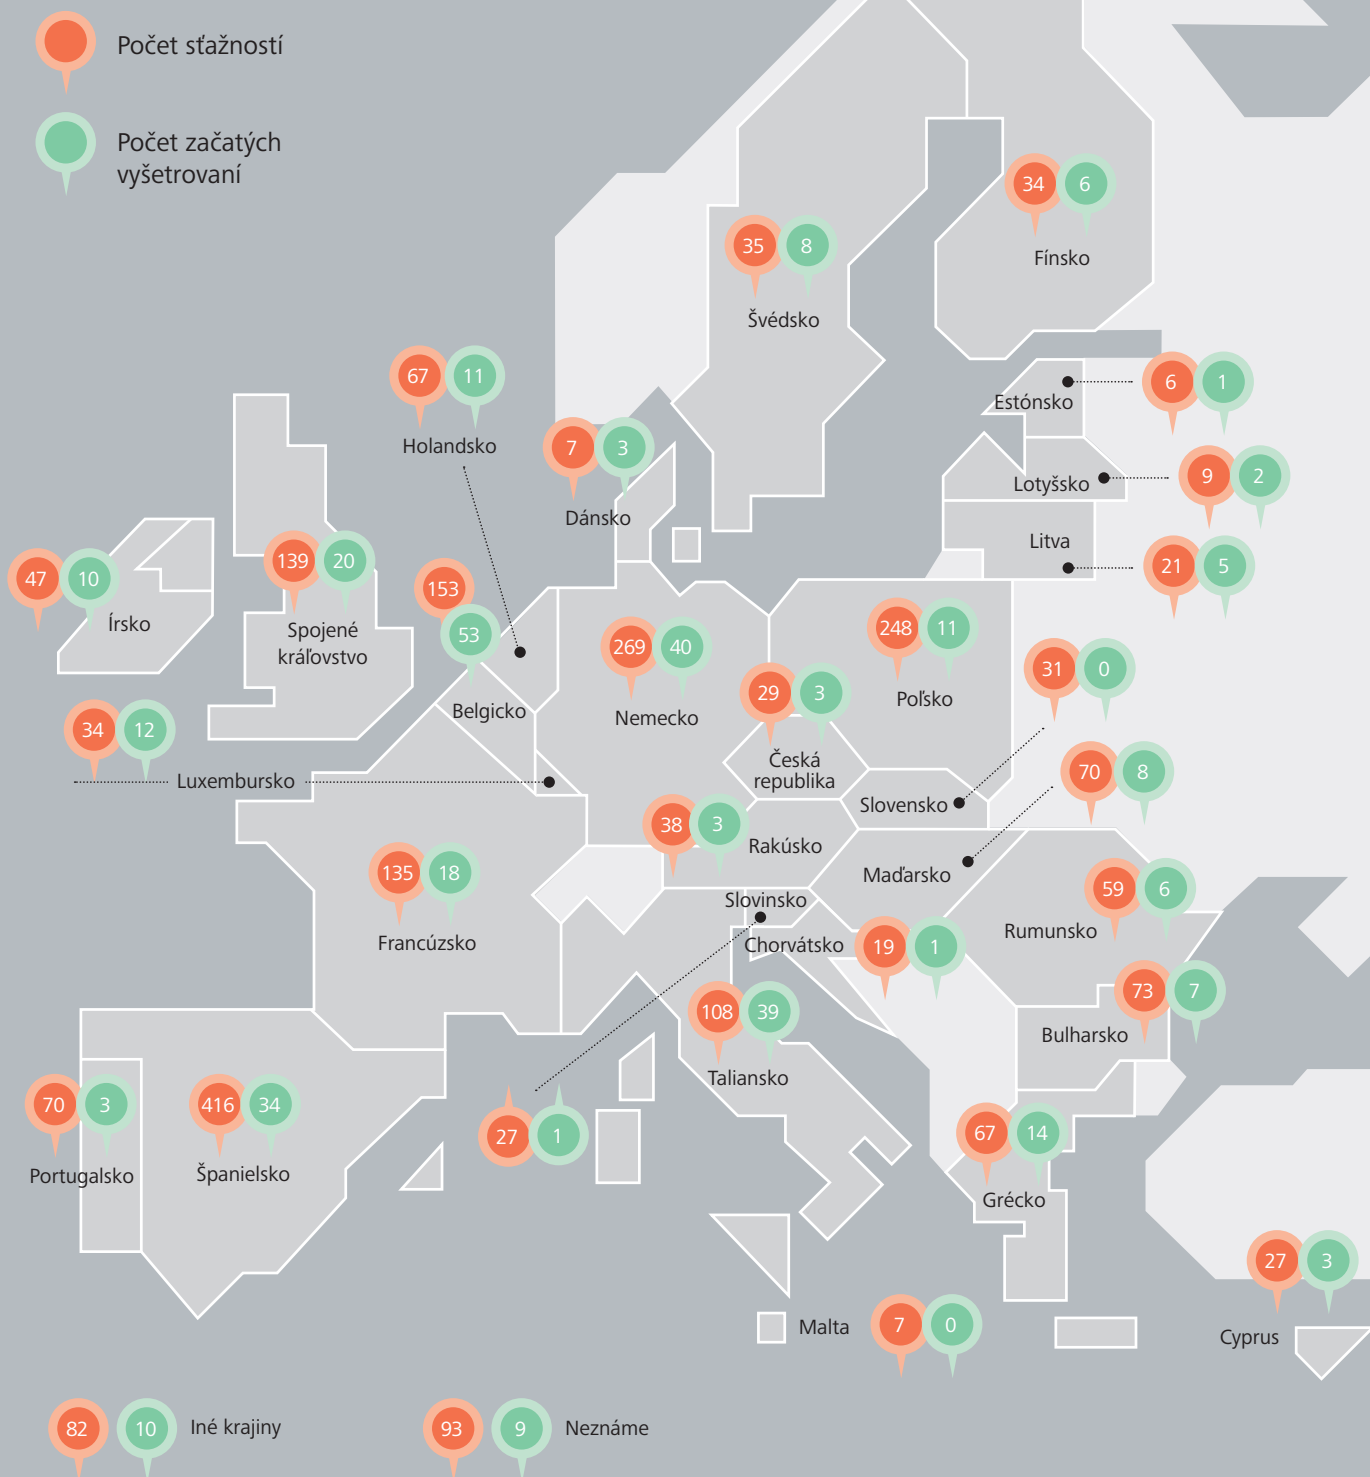 Počet sťažností
Počet začatých
vyšetrovaní
34 6
Fínsko
35 8
Švédsko
67 11
Holandsko
6 1
Estónsko
7 3
Dánsko
9 2
Lotyšsko
Litva
21 5
47 10
Írsko
139 20
Spojené
kráľovstvo
153
53
Belgicko
269 40
Nemecko
248 11
Poľsko
29 3
Česká
republika
31 0
Slovensko
34 12
Luxembursko
70 8
Maďarsko
38 3
Rakúsko
135 18
Francúzsko
59 6
Rumunsko
Slovinsko
Chorvátsko
19 1
73 7
Bulharsko
108 39
Taliansko
70 3
Portugalsko
416 34
Španielsko
27 1
67 14
Grécko
27 3
Cyprus
Malta
7 0
82 10 Iné krajiny
93 9 Neznáme